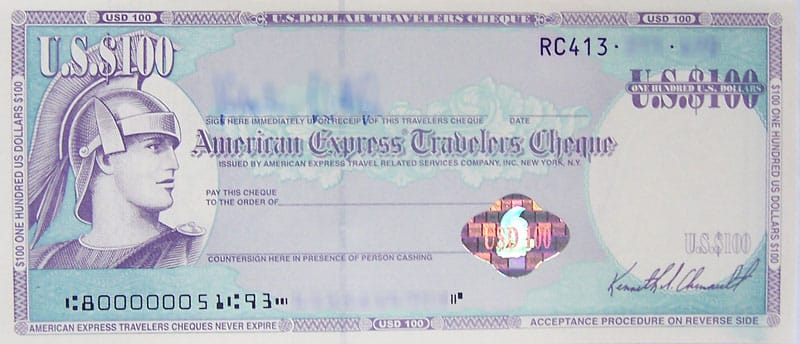 U.S. DOLLAR TRAVELERS CHEQUE
USD 100
USD 100
RC413·
U.S.$100
U.S.$100
ONE HUNDRED U.S. DOLLARS
SIGN HERE IMMEDIATELY UPON RECEIPT OF THIS TRAVELERS CHEQUE DATE
American Express Travelers Cheque
ISSUED BY AMERICAN EXPRESS TRAVEL RELATED SERVICES COMPANY, INC. NEW YORK, N.Y.
PAY THIS CHEQUE
TO THE ORDER OF
USD 100
U.S.$100
COUNTERSIGN HERE IN PRESENCE OF PERSON CASHING
⑆800000051⑆93⑉ ⑈
AMERICAN EXPRESS TRAVELERS CHEQUES NEVER EXPIRE
USD 100
ACCEPTANCE PROCEDURE ON REVERSE SIDE
$100 ONE HUNDRED US DOLLARS $100
$100 ONE HUNDRED US DOLLARS $100